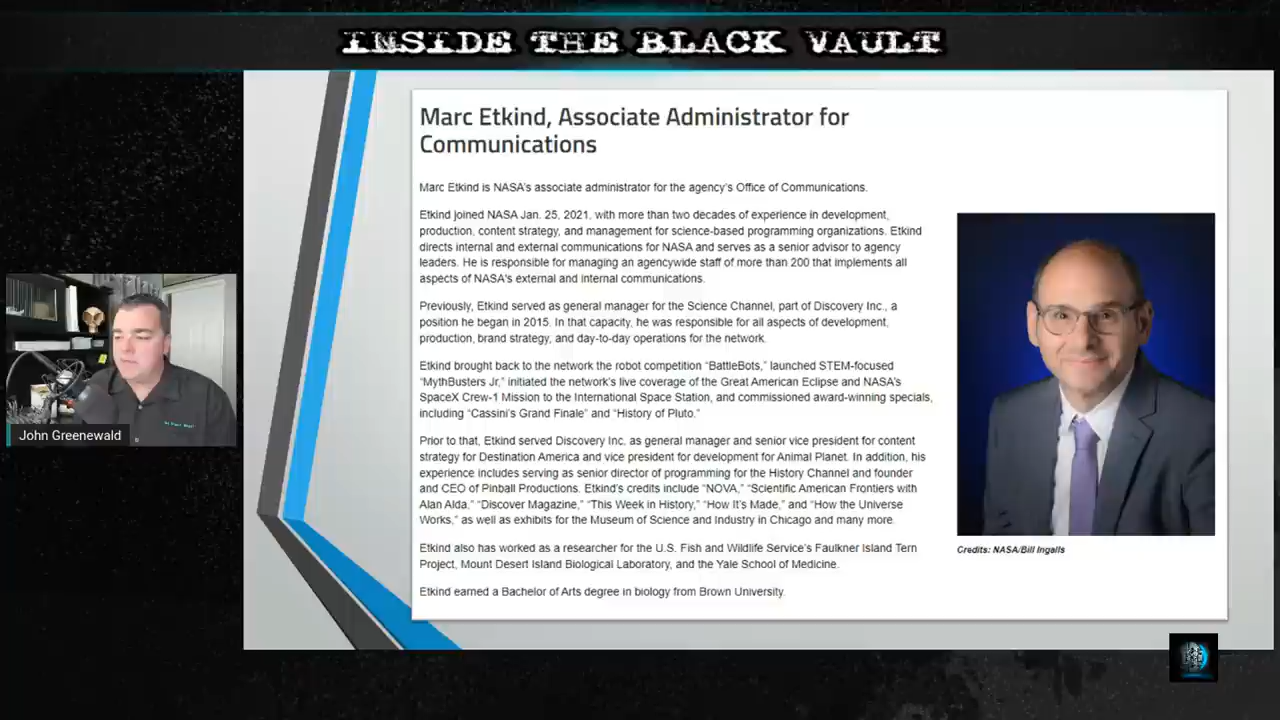 INSIDE THE BLACK VAULT
Marc Etkind, Associate Administrator for
Communications
Marc Etkind is NASA's associate administrator for the agency's Office of Communications.
Etkind joined NASA Jan. 25, 2021, with more than two decades of experience in development,
production, content strategy, and management for science-based programming organizations. Etkind
directs internal and external communications for NASA and serves as a senior advisor to agency
leaders. He is responsible for managing an agencywide staff of more than 200 that implements all
aspects of NASA's external and internal communications.
Previously, Etkind served as general manager for the Science Channel, part of Discovery Inc., a
position he began in 2015. In that capacity, he was responsible for all aspects of development,
production, brand strategy, and day-to-day operations for the network.
Etkind brought back to the network the robot competition “BattleBots,” launched STEM-focused
“MythBusters Jr,” initiated the network's live coverage of the Great American Eclipse and NASA's
SpaceX Crew-1 Mission to the International Space Station, and commissioned award-winning specials,
including “Cassini's Grand Finale” and “History of Pluto.”
Prior to that, Etkind served Discovery Inc. as general manager and senior vice president for content
strategy for Destination America and vice president for development for Animal Planet. In addition, his
experience includes serving as senior director of programming for the History Channel and founder
and CEO of Pinball Productions. Etkind's credits include “NOVA,” “Scientific American Frontiers with
Alan Alda,” “Discover Magazine,” “This Week in History,” “How It's Made,” and “How the Universe
Works,” as well as exhibits for the Museum of Science and Industry in Chicago and many more.
Etkind also has worked as a researcher for the U.S. Fish and Wildlife Service's Faulkner Island Tern
Project, Mount Desert Island Biological Laboratory, and the Yale School of Medicine.
Etkind earned a Bachelor of Arts degree in biology from Brown University.
Credits: NASA/Bill Ingalls
John Greenewald